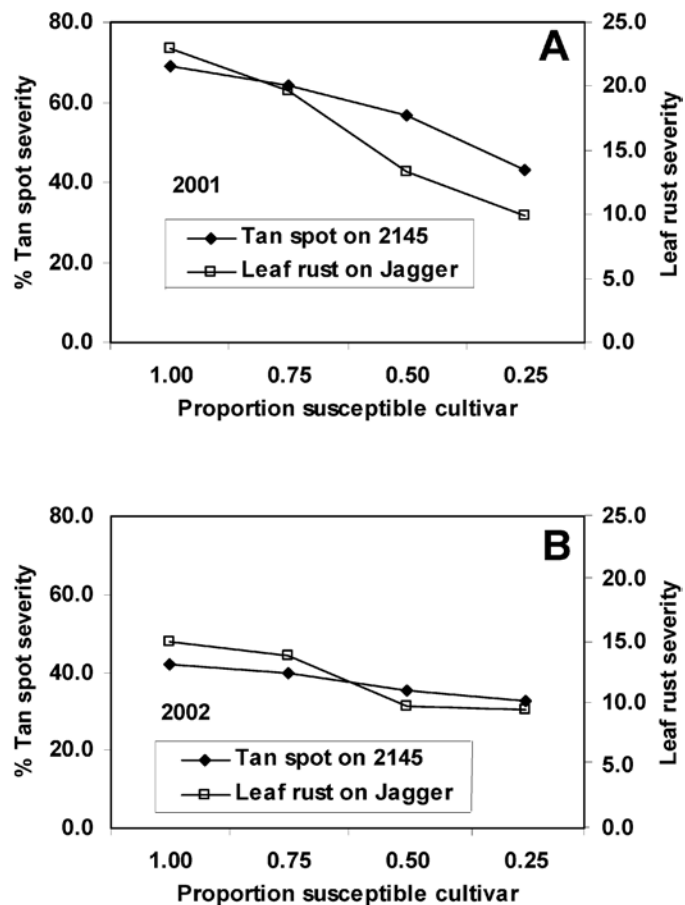 A
% Tan spot severity
80.0
60.0
40.0
20.0
0.0
25.0
20.0
15.0
10.0
5.0
0.0
Leaf rust severity
2001
Tan spot on 2145
Leaf rust on Jagger
1.00 0.75 0.50 0.25
Proportion susceptible cultivar
B
% Tan spot severity
80.0
60.0
40.0
20.0
0.0
25.0
20.0
15.0
10.0
5.0
0.0
Leaf rust severity
2002
Tan spot on 2145
Leaf rust on Jagger
1.00 0.75 0.50 0.25
Proportion susceptible cultivar